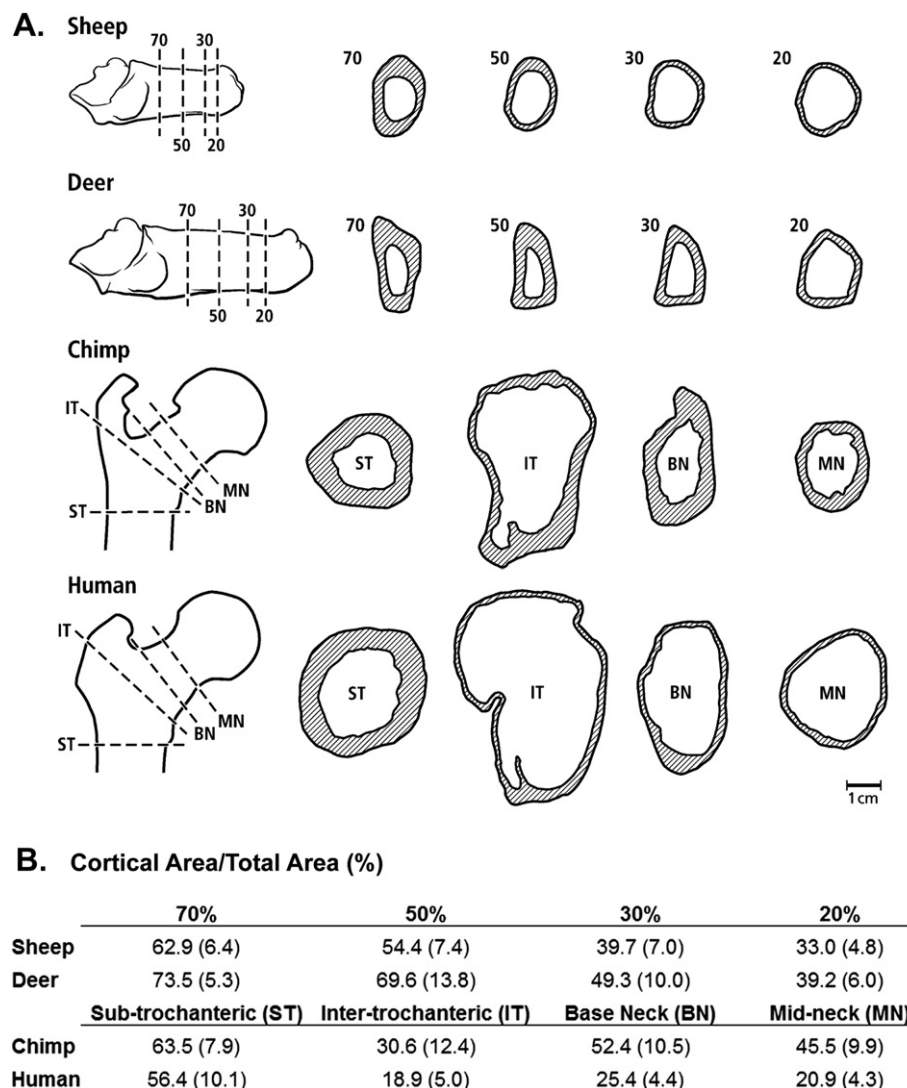 A. Sheep
70 30
50 20
70 50 30 20
Deer
70 30
50 20
70 50 30 20
Chimp
IT
MN
BN
ST
ST IT BN MN
Human
IT
MN
BN
ST
ST IT BN MN
1 cm
B. Cortical Area/Total Area (%)
70% 50% 30% 20%
Sheep 62.9 (6.4) 54.4 (7.4) 39.7 (7.0) 33.0 (4.8)
Deer 73.5 (5.3) 69.6 (13.8) 49.3 (10.0) 39.2 (6.0)
Sub-trochanteric (ST) Inter-trochanteric (IT) Base Neck (BN) Mid-neck (MN)
Chimp 63.5 (7.9) 30.6 (12.4) 52.4 (10.5) 45.5 (9.9)
Human 56.4 (10.1) 18.9 (5.0) 25.4 (4.4) 20.9 (4.3)